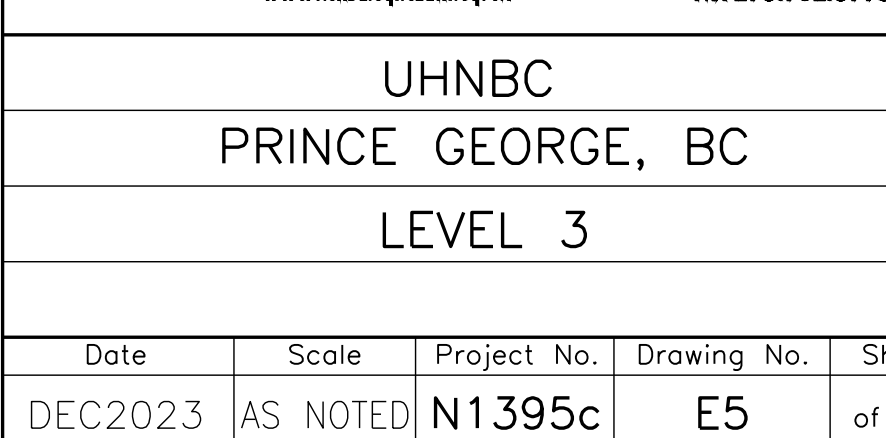 UHNBC
PRINCE GEORGE, BC
LEVEL 3
Date Scale Project No. Drawing No.
DEC2023 AS NOTED N1395c E5 of